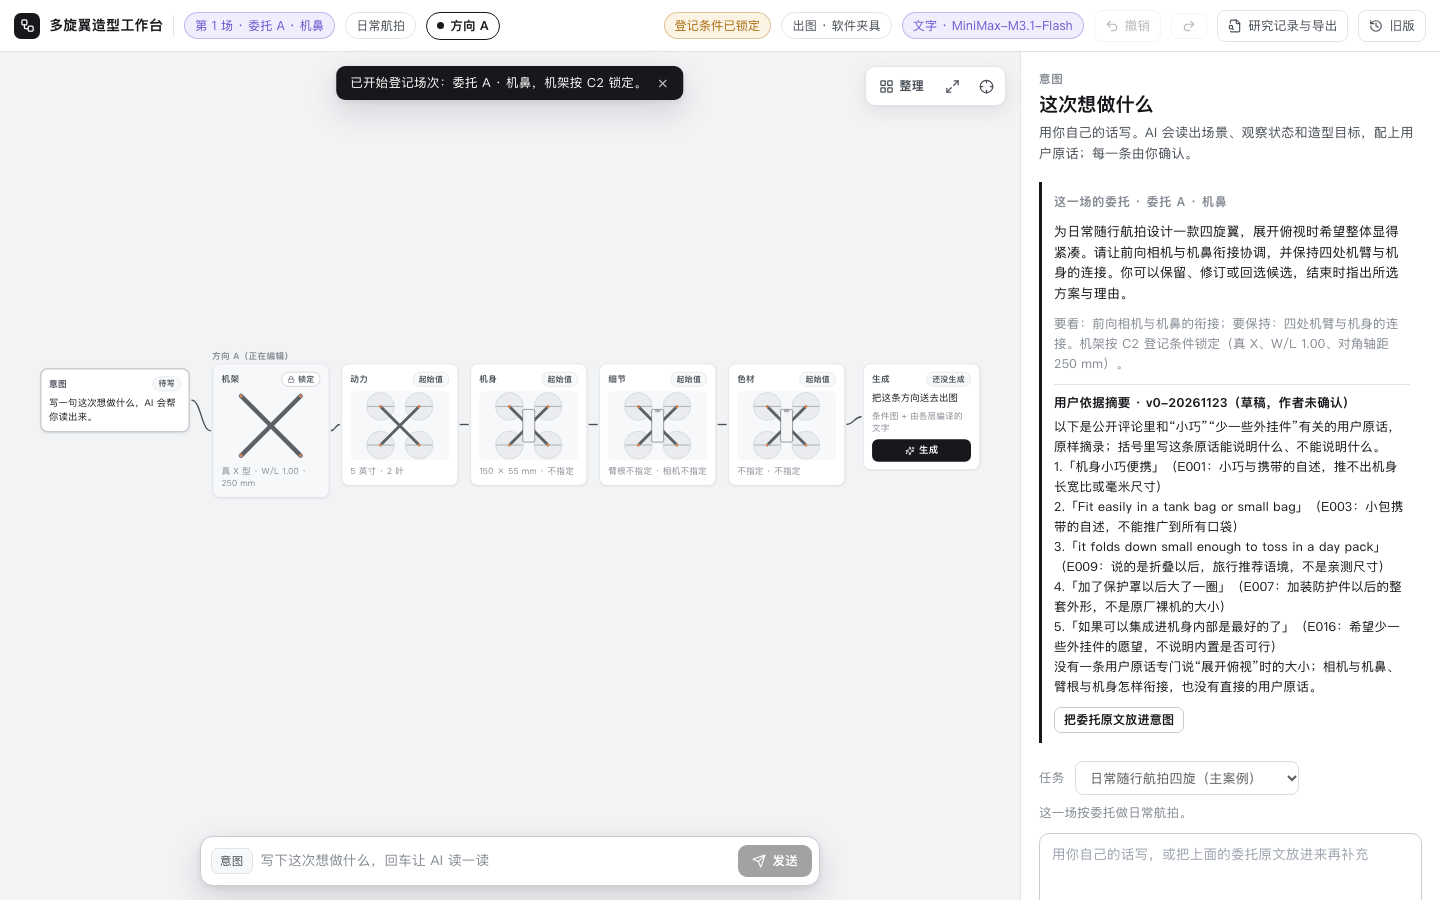 多旋翼造型工作台
第 1 场 · 委托 A · 机鼻
日常航拍
方向 A
登记条件已锁定
出图 · 软件夹具
文字 · MiniMax-M3.1-Flash
撤销
研究记录与导出
旧版
已开始登记场次：委托 A · 机鼻，机架按 C2 锁定。
整理
方向 A（正在编辑）
意图
待写
写一句这次想做什么，AI 会帮
你读出来。
机架
锁定
真 X 型 · W/L 1.00 ·
250 mm
动力
起始值
5 英寸 · 2 叶
机身
起始值
150 × 55 mm · 不指定
细节
起始值
臂根不指定 · 相机不指定
色材
起始值
不指定 · 不指定
生成
还没生成
把这条方向送去出图
条件图 + 由各层编译的
文字
生成
意图
写下这次想做什么，回车让 AI 读一读
发送
意图
这次想做什么
用你自己的话写。AI 会读出场景、观察状态和造型目标，配上用
户原话；每一条由你确认。
这一场的委托 · 委托 A · 机鼻
为日常随行航拍设计一款四旋翼，展开俯视时希望整体显得
紧凑。请让前向相机与机鼻衔接协调，并保持四处机臂与机
身的连接。你可以保留、修订或回选候选，结束时指出所选
方案与理由。
要看：前向相机与机鼻的衔接；要保持：四处机臂与机身的连
接。机架按 C2 登记条件锁定（真 X、W/L 1.00、对角轴距
250 mm）。
用户依据摘要 · v0-20261123（草稿，作者未确认）
以下是公开评论里和“小巧”“少一些外挂件”有关的用户原话，
原样摘录；括号里写这条原话能说明什么、不能说明什么。
1.「机身小巧便携」（E001：小巧与携带的自述，推不出机身
长宽比或毫米尺寸）
2.「Fit easily in a tank bag or small bag」（E003：小包携
带的自述，不能推广到所有口袋）
3.「it folds down small enough to toss in a day pack」
（E009：说的是折叠以后，旅行推荐语境，不是亲测尺寸）
4.「加了保护罩以后大了一圈」（E007：加装防护件以后的整
套外形，不是原厂裸机的大小）
5.「如果可以集成进机身内部是最好的了」（E016：希望少一
些外挂件的愿望，不说明内置是否可行）
没有一条用户原话专门说“展开俯视”时的大小；相机与机鼻、
臂根与机身怎样衔接，也没有直接的用户原话。
把委托原文放进意图
任务
日常随行航拍四旋（主案例）
这一场按委托做日常航拍。
用你自己的话写，或把上面的委托原文放进来再补充